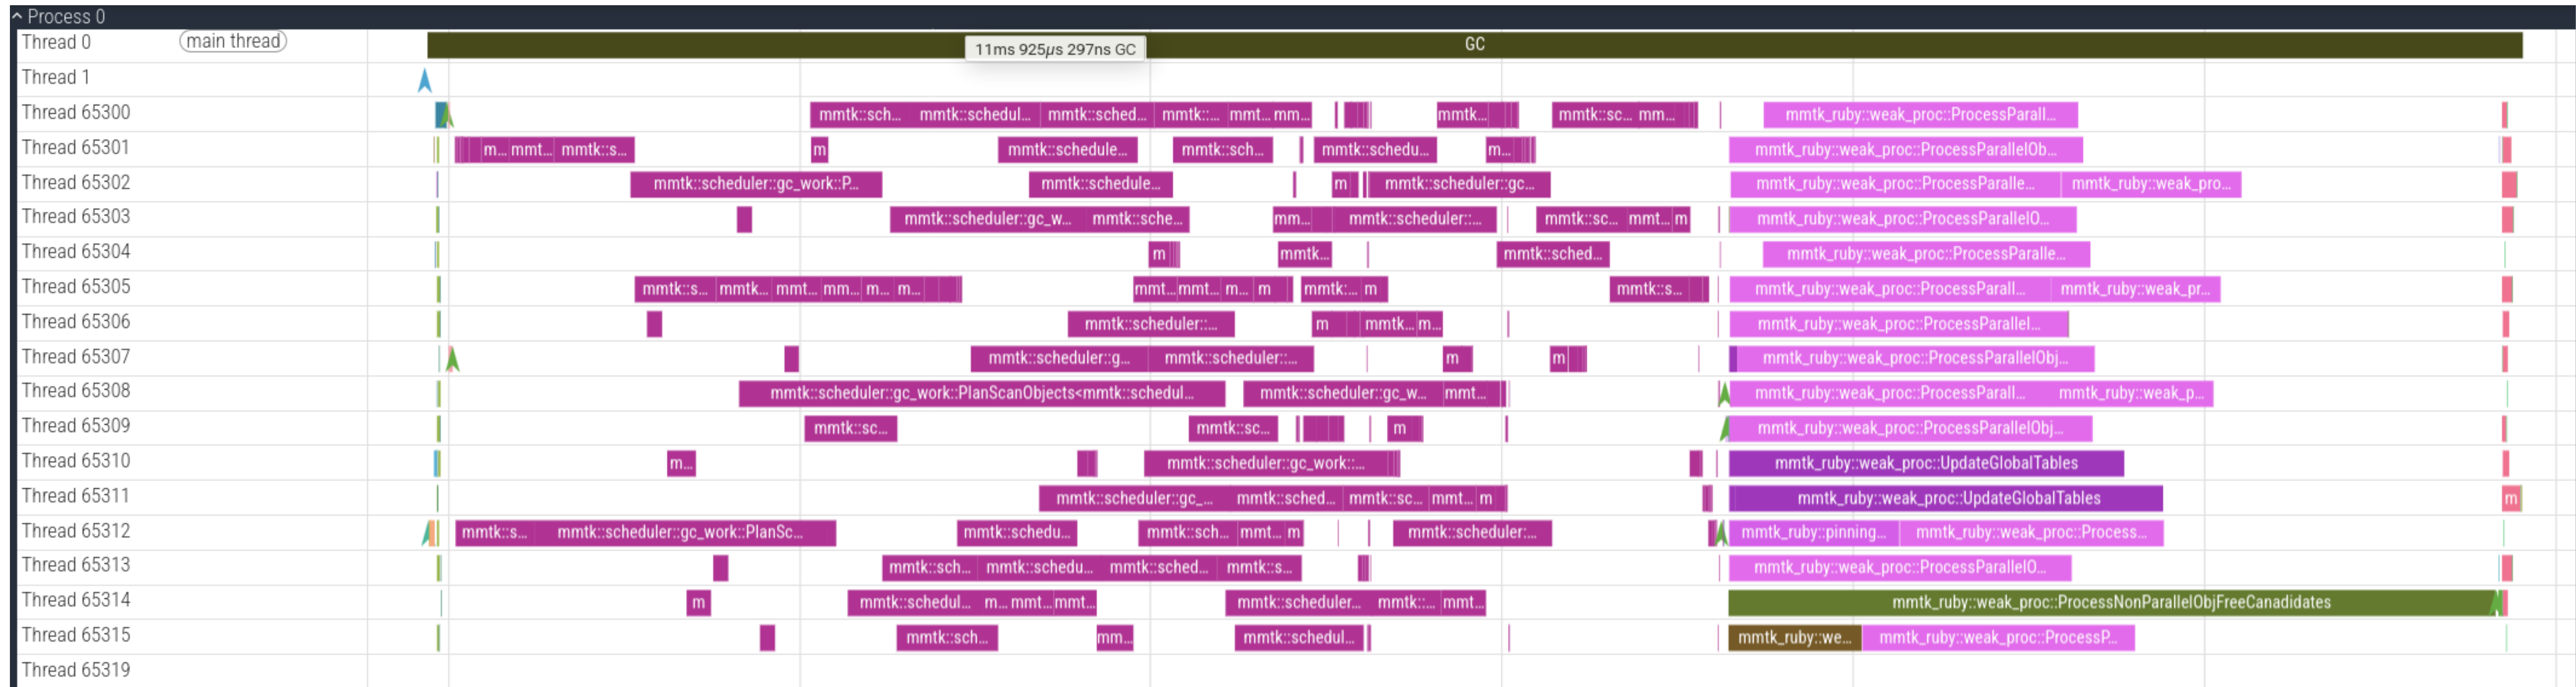 Process 0
Thread 0 main thread GC
11ms 925µs 297ns GC
Thread 1
Thread 65300 mmtk::sch... mmtk::schedul... mmtk::sched... mmtk::... mmt... mm... mmtk... mmtk::sc... mm... mmtk_ruby::weak_proc::ProcessParall...
Thread 65301 m... mmt... mmtk::s... m mmtk::schedule... mmtk::sch... mmtk::schedu... m... mmtk_ruby::weak_proc::ProcessParallelOb...
Thread 65302 mmtk::scheduler::gc_work::P... mmtk::schedule... m mmtk::scheduler::gc... mmtk_ruby::weak_proc::ProcessParalle... mmtk_ruby::weak_pro...
Thread 65303 mmtk::scheduler::gc_w... mmtk::sche... mm... mmtk::scheduler::... mmtk::sc... mmt... m mmtk_ruby::weak_proc::ProcessParallelO...
Thread 65304 m mmtk... mmtk::sched... mmtk_ruby::weak_proc::ProcessParalle...
Thread 65305 mmtk::s... mmtk... mmt... mm... m... m... mmt... mmt... m... m mmtk:... m mmtk::s... mmtk_ruby::weak_proc::ProcessParall... mmtk_ruby::weak_pr...
Thread 65306 mmtk::scheduler::... m mmtk... m... mmtk_ruby::weak_proc::ProcessParallel...
Thread 65307 mmtk::scheduler::g... mmtk::scheduler::... m m mmtk_ruby::weak_proc::ProcessParallelObj...
Thread 65308 mmtk::scheduler::gc_work::PlanScanObjects<mmtk::schedul... mmtk::scheduler::gc_w... mmt... mmtk_ruby::weak_proc::ProcessParall... mmtk_ruby::weak_p...
Thread 65309 mmtk::sc... mmtk::sc... m mmtk_ruby::weak_proc::ProcessParallelObj...
Thread 65310 m... mmtk::scheduler::gc_work::... mmtk_ruby::weak_proc::UpdateGlobalTables
Thread 65311 mmtk::scheduler::gc_... mmtk::sched... mmtk::sc... mmt... m mmtk_ruby::weak_proc::UpdateGlobalTables m
Thread 65312 mmtk::s... mmtk::scheduler::gc_work::PlanSc... mmtk::schedu... mmtk::sch... mmt... m mmtk::scheduler:... mmtk_ruby::pinning... mmtk_ruby::weak_proc::Process...
Thread 65313 mmtk::sch... mmtk::schedu... mmtk::sched... mmtk::s... mmtk_ruby::weak_proc::ProcessParallelO...
Thread 65314 m mmtk::schedul... m... mmt... mmt... mmtk::scheduler... mmtk::... mmt... mmtk_ruby::weak_proc::ProcessNonParallelObjFreeCanadidates
Thread 65315 mmtk::sch... mm... mmtk::schedul... mmtk_ruby::we... mmtk_ruby::weak_proc::ProcessP...
Thread 65319